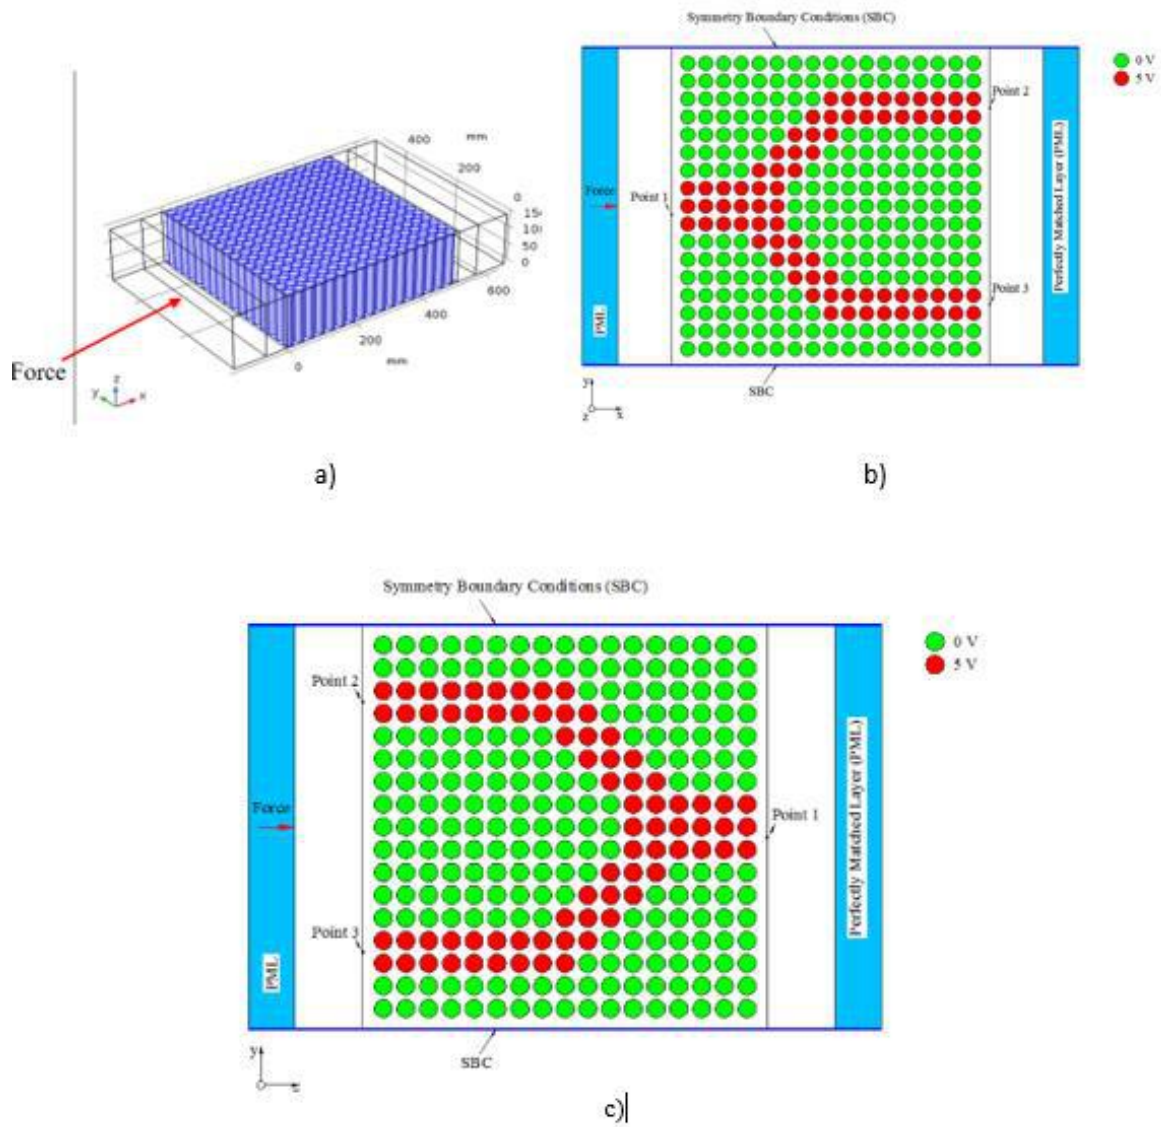 mm
400
200
0
15
10
50
0
600
400
200
mm
0
Force
z
y
x
a)
Symmetry Boundary Conditions (SBC)
0 V
5 V
Point 2
Force
Point 1
Point 3
PML
Perfectly Matched Layer (PML)
SBC
y
z
x
b)
Symmetry Boundary Conditions (SBC)
0 V
5 V
Point 2
Force
Point 1
Point 3
PML
Perfectly Matched Layer (PML)
SBC
y
c)